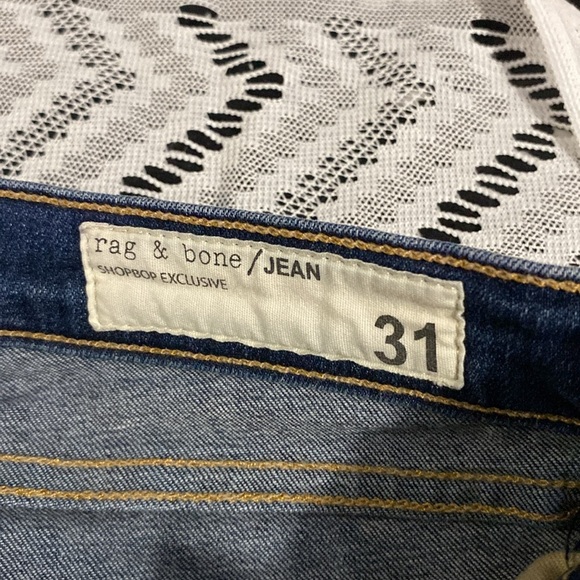 rag & bone/JEAN
SHOPBOP EXCLUSIVE
31